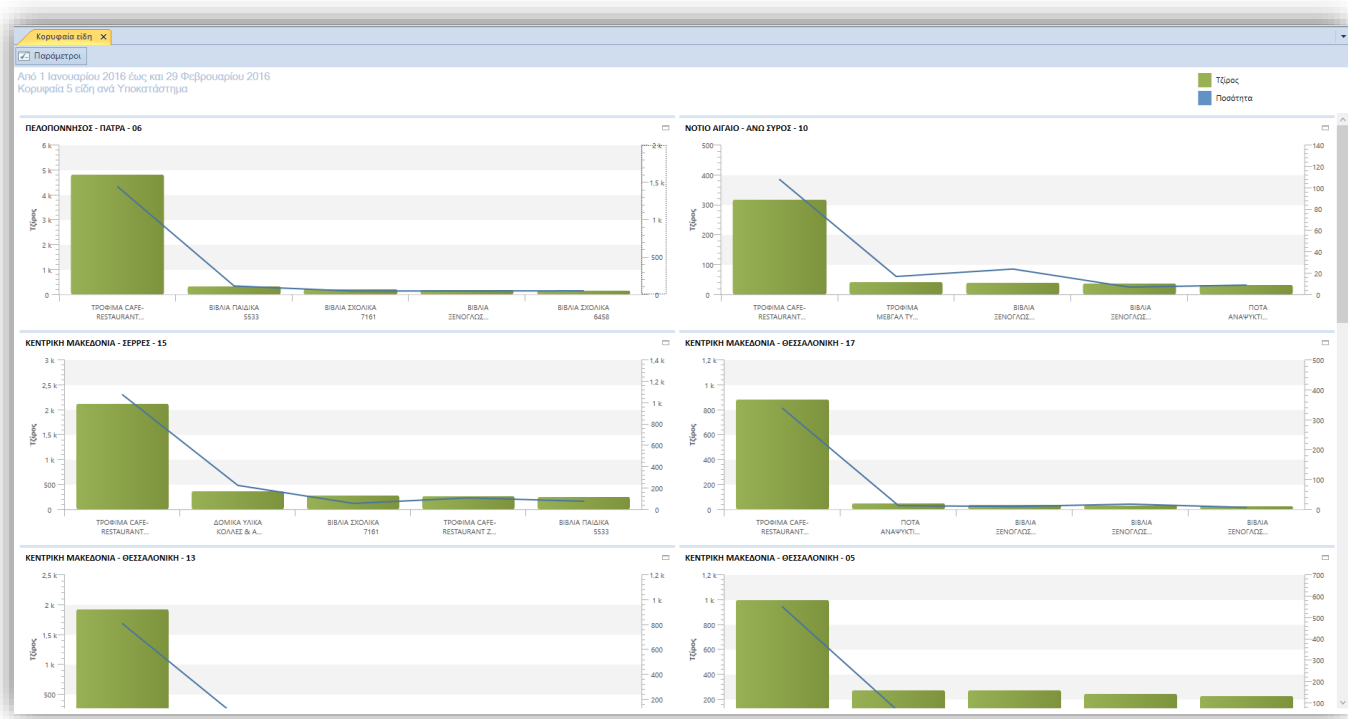 Κορυφαία είδη X
Παράμετροι
Από 1 Ιανουαρίου 2016 έως και 29 Φεβρουαρίου 2016
Κορυφαία 5 είδη ανά Υποκατάστημα
Τζίρος
Ποσότητα
ΠΕΛΟΠΟΝΝΗΣΟΣ - ΠΑΤΡΑ - 06
6 k
5 k
4 k
3 k
2 k
1 k
0
Τζίρος
2 k
1,5 k
1 k
500
0
ΤΡΟΦΙΜΑ CAFE-
RESTAURANT...
ΒΙΒΛΙΑ ΠΑΙΔΙΚΑ
5533
ΒΙΒΛΙΑ ΣΧΟΛΙΚΑ
7161
ΒΙΒΛΙΑ
ΞΕΝΟΓΛΩΣ...
ΒΙΒΛΙΑ ΣΧΟΛΙΚΑ
6458
ΝΟΤΙΟ ΑΙΓΑΙΟ - ΑΝΩ ΣΥΡΟΣ - 10
500
400
300
200
100
0
Τζίρος
140
120
100
80
60
40
20
0
ΤΡΟΦΙΜΑ CAFE-
RESTAURANT...
ΤΡΟΦΙΜΑ
ΜΕΒΓΑΛ ΤΥ...
ΒΙΒΛΙΑ
ΞΕΝΟΓΛΩΣ...
ΒΙΒΛΙΑ
ΞΕΝΟΓΛΩΣ...
ΠΟΤΑ
ΑΝΑΨΥΚΤΙ...
ΚΕΝΤΡΙΚΗ ΜΑΚΕΔΟΝΙΑ - ΣΕΡΡΕΣ - 15
3 k
2,5 k
2 k
1,5 k
1 k
500
0
Τζίρος
1,4 k
1,2 k
1 k
800
600
400
200
0
ΤΡΟΦΙΜΑ CAFE-
RESTAURANT...
ΔΟΜΙΚΑ ΥΛΙΚΑ
ΚΟΛΛΕΣ & Α...
ΒΙΒΛΙΑ ΣΧΟΛΙΚΑ
7161
ΤΡΟΦΙΜΑ CAFE-
RESTAURANT Ζ...
ΒΙΒΛΙΑ ΠΑΙΔΙΚΑ
5533
ΚΕΝΤΡΙΚΗ ΜΑΚΕΔΟΝΙΑ - ΘΕΣΣΑΛΟΝΙΚΗ - 17
1,2 k
1 k
800
600
400
200
0
Τζίρος
500
400
300
200
100
0
ΤΡΟΦΙΜΑ CAFE-
RESTAURANT...
ΠΟΤΑ
ΑΝΑΨΥΚΤΙ...
ΒΙΒΛΙΑ
ΞΕΝΟΓΛΩΣ...
ΒΙΒΛΙΑ
ΞΕΝΟΓΛΩΣ...
ΒΙΒΛΙΑ
ΞΕΝΟΓΛΩΣ...
ΚΕΝΤΡΙΚΗ ΜΑΚΕΔΟΝΙΑ - ΘΕΣΣΑΛΟΝΙΚΗ - 13
2,5 k
2 k
1,5 k
1 k
500
Τζίρος
1,2 k
1 k
800
600
400
200
ΚΕΝΤΡΙΚΗ ΜΑΚΕΔΟΝΙΑ - ΘΕΣΣΑΛΟΝΙΚΗ - 05
1,2 k
1 k
800
600
400
200
Τζίρος
700
600
500
400
300
200
100